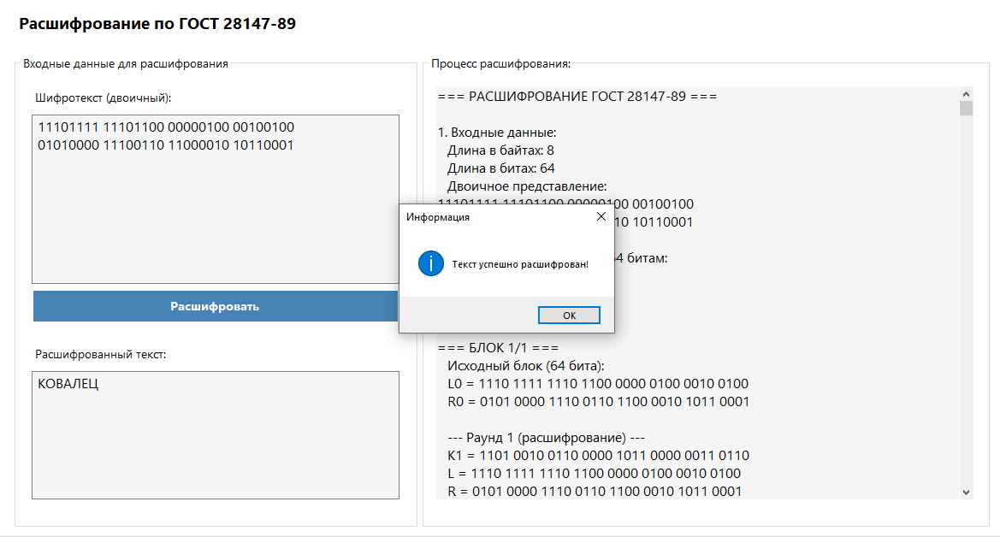 Расшифрование по ГОСТ 28147-89
Входные данные для расшифрования
Шифротекст (двоичный):
11101111 11101100 00000100 00100100
01010000 11100110 11000010 10110001
Расшифровать
Расшифрованный текст:
КОВАЛЕЦ
Процесс расшифрования:
=== РАСШИФРОВАНИЕ ГОСТ 28147-89 ===
1. Входные данные:
Длина в байтах: 8
Длина в битах: 64
Двоичное представление:
11101111 11101100 00000100 00100100
10 10110001
4 битам:
=== БЛОК 1/1 ===
Исходный блок (64 бита):
L0 = 1110 1111 1110 1100 0000 0100 0010 0100
R0 = 0101 0000 1110 0110 1100 0010 1011 0001
--- Раунд 1 (расшифрование) ---
K1 = 1101 0010 0110 0000 1011 0000 0011 0110
L = 1110 1111 1110 1100 0000 0100 0010 0100
R = 0101 0000 1110 0110 1100 0010 1011 0001
Информация
Текст успешно расшифрован!
ОК